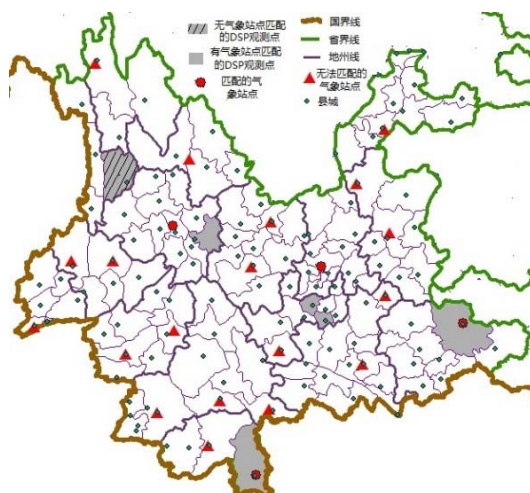 无气象站点匹配
的DSP观测点
有气象站点匹配
的DSP观测点
匹配的气
象站点
国界线
省界线
地州线
无法匹配的
气象站点
县城